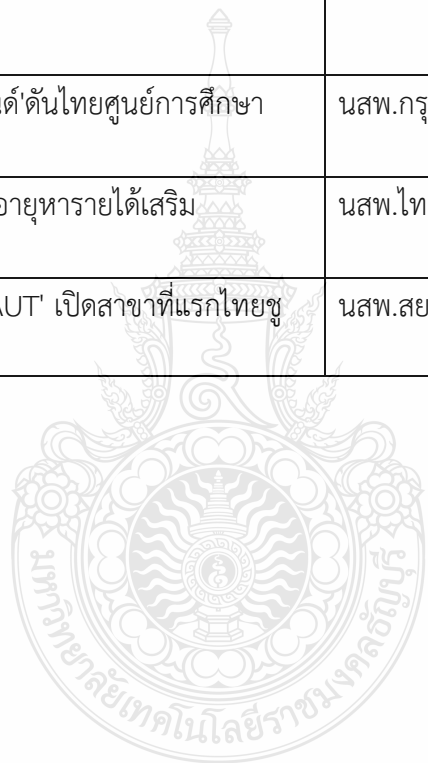 นด์'ดันไทยศูนย์การศึกษา นสพ.กรุ
อายุหารายได้เสริม นสพ.ไท
AUT' เปิดสาขาที่แรกไทยชู นสพ.สย
มหาวิทยาลัยเทคโนโลยีราชมงคลธัญบุรี